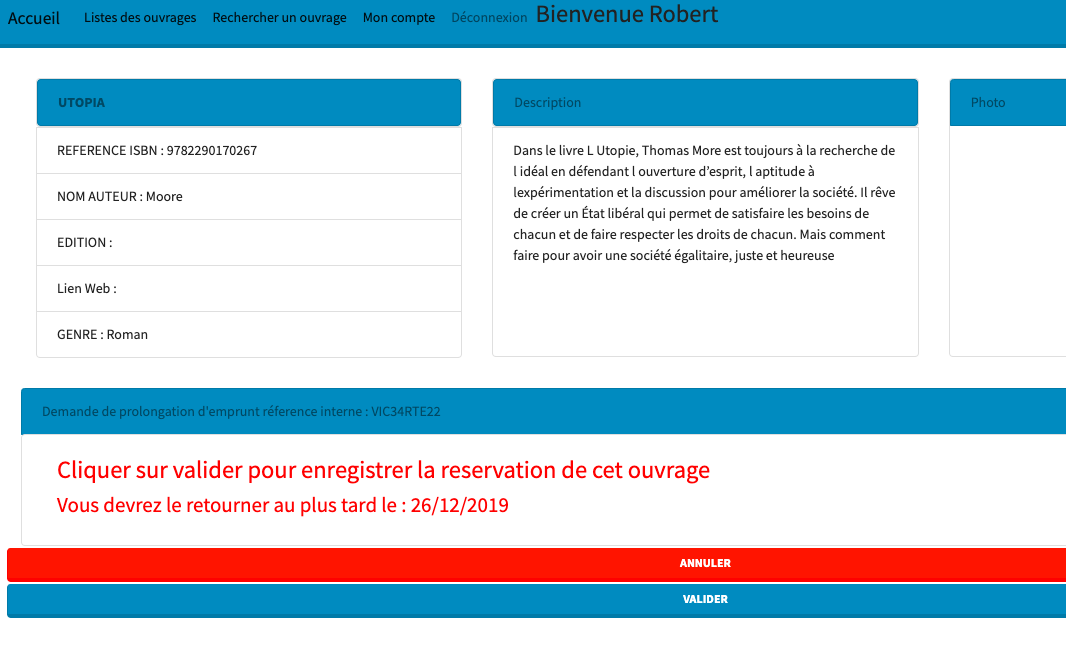 Accueil Listes des ouvrages Rechercher un ouvrage Mon compte Déconnexion Bienvenue Robert
UTOPIA
REFERENCE ISBN : 9782290170267
NOM AUTEUR : Moore
EDITION :
Lien Web :
GENRE : Roman
Description
Dans le livre L Utopie, Thomas More est toujours à la recherche de
l idéal en défendant l ouverture d’esprit, l aptitude à
lexpérimentation et la discussion pour améliorer la société. Il rêve
de créer un État libéral qui permet de satisfaire les besoins de
chacun et de faire respecter les droits de chacun. Mais comment
faire pour avoir une société égalitaire, juste et heureuse
Photo
Demande de prolongation d'emprunt réference interne : VIC34RTE22
Cliquer sur valider pour enregistrer la reservation de cet ouvrage
Vous devrez le retourner au plus tard le : 26/12/2019
ANNULER
VALIDER